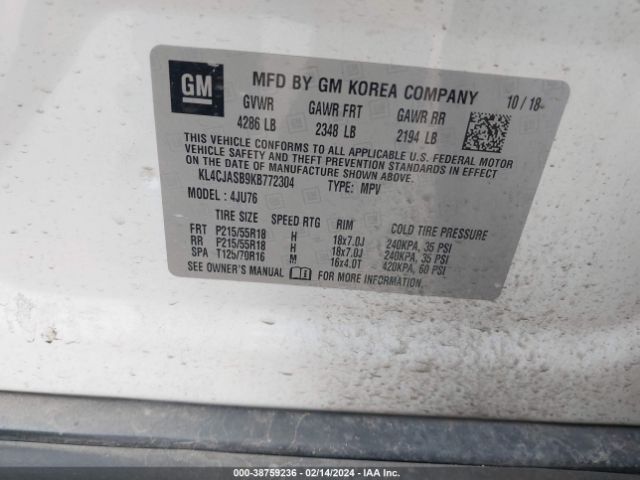 GM
MFD BY GM KOREA COMPANY 10/18
GVWR GAWR FRT GAWR RR
4286 LB 2348 LB 2194 LB
THIS VEHICLE CONFORMS TO ALL APPLICABLE U.S. FEDERAL MOTOR
VEHICLE SAFETY AND THEFT PREVENTION STANDARDS IN EFFECT
ON THE DATE OF MANUFACTURE SHOWN ABOVE.
KL4CJASB9KB772304 TYPE: MPV
MODEL: 4JU76
TIRE SIZE SPEED RTG RIM COLD TIRE PRESSURE
FRT P215/55R18 H 18x7.0J 240KPA, 35 PSI
RR P215/55R18 H 18x7.0J 240KPA, 35 PSI
SPA T125/70R16 M 16x4.0T 420KPA, 60 PSI
SEE OWNER'S MANUAL FOR MORE INFORMATION.
000-38759236 - 02/14/2024 - IAA Inc.